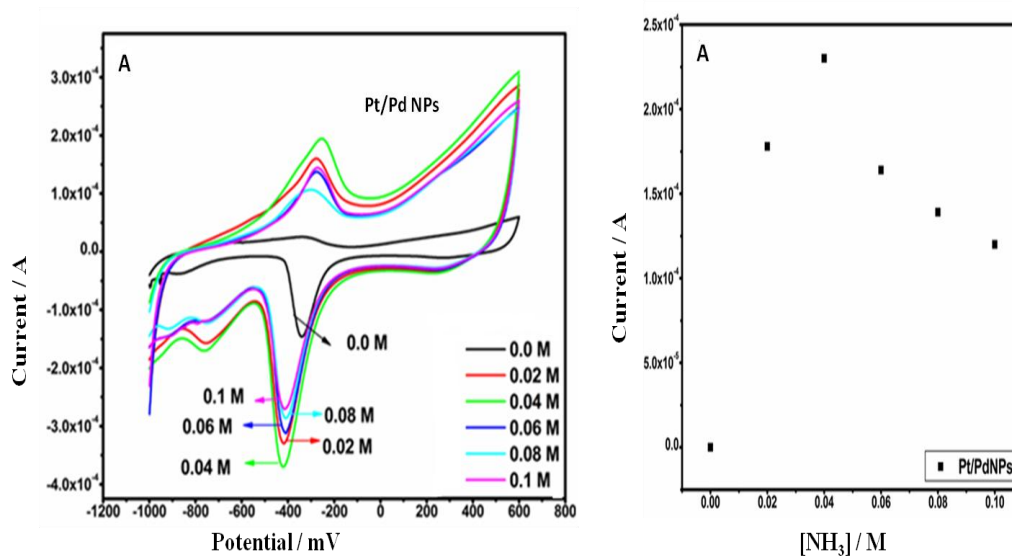 A
Pt/Pd NPs
3.0x10⁻⁴
2.0x10⁻⁴
1.0x10⁻⁴
0.0
-1.0x10⁻⁴
-2.0x10⁻⁴
-3.0x10⁻⁴
-4.0x10⁻⁴
Current / A
0.0 M
0.1 M
0.08 M
0.06 M
0.02 M
0.04 M
0.0 M
0.02 M
0.04 M
0.06 M
0.08 M
0.1 M
-1200 -1000 -800 -600 -400 -200 0 200 400 600 800
Potential / mV
A
2.5x10⁻⁴
2.0x10⁻⁴
1.5x10⁻⁴
1.0x10⁻⁴
5.0x10⁻⁵
0.0
Current / A
Pt/PdNPs
0.00 0.02 0.04 0.06 0.08 0.10
[NH₃] / M